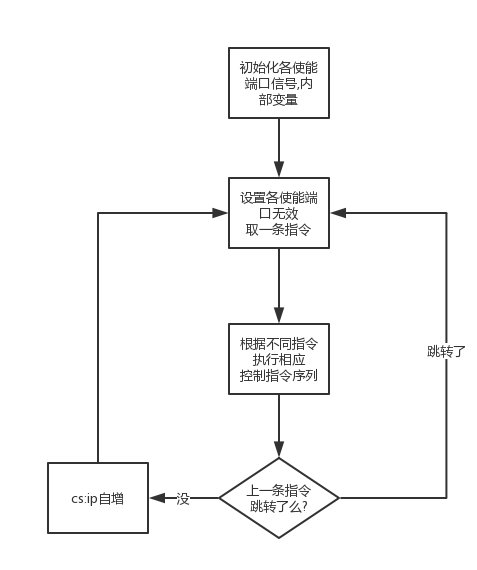 初始化各使能
端口信号,内
部变量
设置各使能端
口无效
取一条指令
根据不同指令
执行相应
控制指令序列
跳转了
上一条指令
跳转了么?
没
cs:ip自增